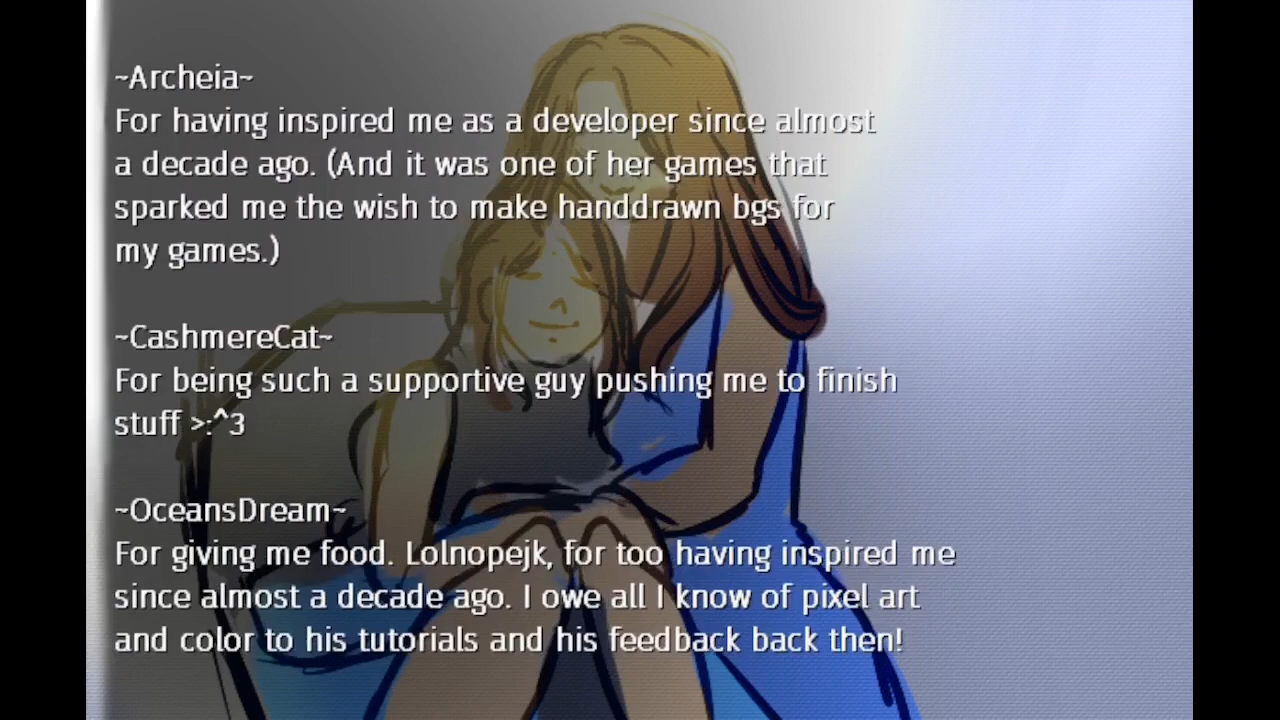 ~Archeia~
For having inspired me as a developer since almost
a decade ago. (And it was one of her games that
sparked me the wish to make handdrawn bgs for
my games.)
~CashmereCat~
For being such a supportive guy pushing me to finish
stuff >:^3
~OceansDream~
For giving me food. Lolnopejk, for too having inspired me
since almost a decade ago. I owe all I know of pixel art
and color to his tutorials and his feedback back then!